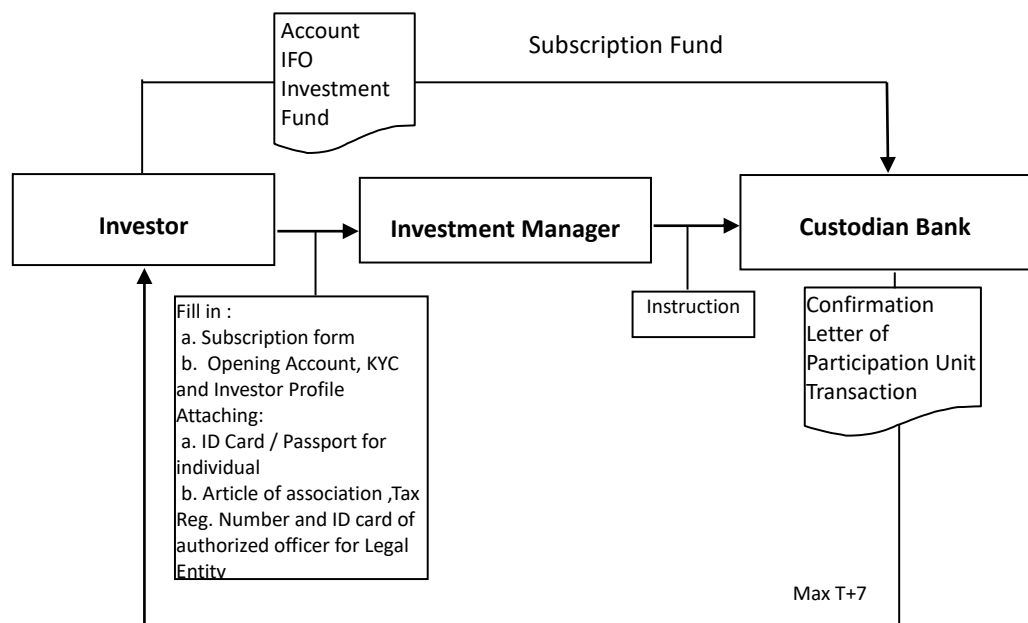 Account
IFO
Investment
Fund
Subscription Fund
Investor
Investment Manager
Custodian Bank
Fill in :
a. Subscription form
b. Opening Account, KYC
and Investor Profile
Attaching:
a. ID Card / Passport for
individual
b. Article of association ,Tax
Reg. Number and ID card of
authorized officer for Legal
Entity
Instruction
Confirmation
Letter of
Participation Unit
Transaction
Max T+7